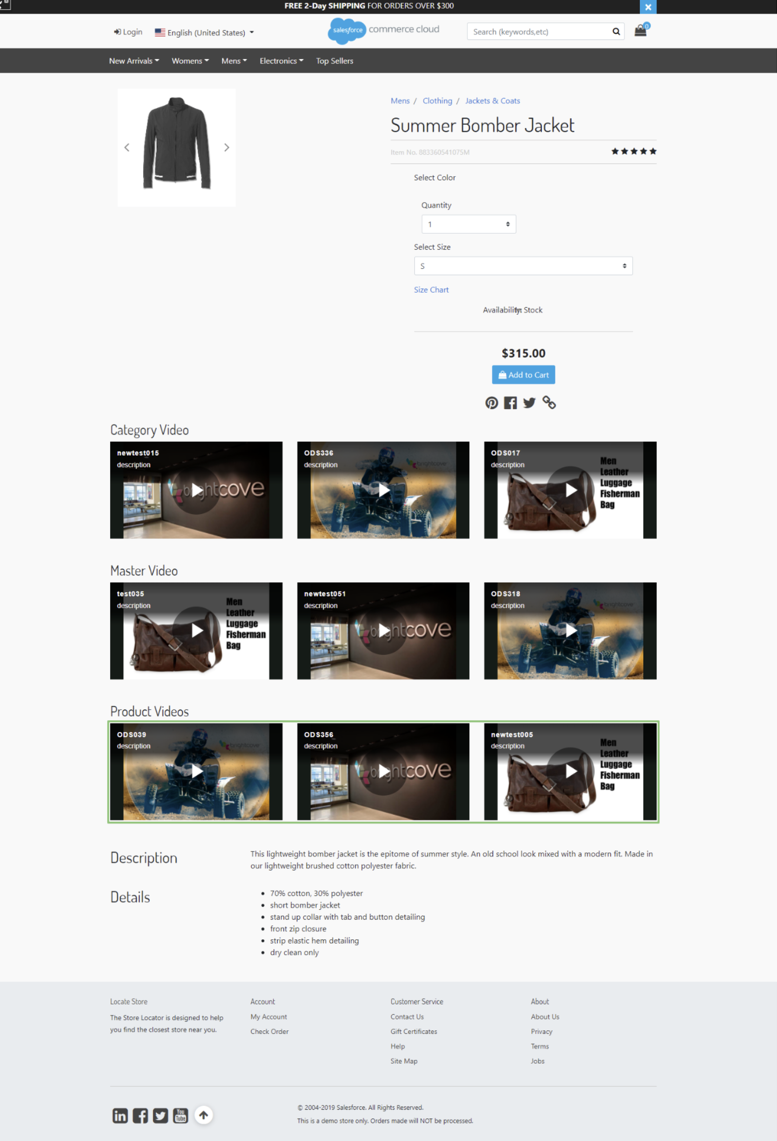 FREE 2-Day SHIPPING FOR ORDERS OVER $300
Login
English (United States)
salesforce commerce cloud
Search (keywords,etc)
0
New Arrivals
Womens
Mens
Electronics
Top Sellers
Mens / Clothing / Jackets & Coats
Summer Bomber Jacket
Item No. 883360541075M
Select Color
Quantity
1
Select Size
S
Size Chart
Availability: Stock
$315.00
Add to Cart
Category Video
newtest015
description
brightcove
ODS336
description
ODS017
description
Men
Leather
Luggage
Fisherman
Bag
Master Video
test035
description
Men
Leather
Luggage
Fisherman
Bag
newtest051
description
brightcove
ODS318
description
Product Videos
ODS039
description
ODS356
description
brightcove
newtest005
description
Men
Leather
Luggage
Fisherman
Bag
Description
This lightweight bomber jacket is the epitome of summer style. An old school look mixed with a modern fit. Made in
our lightweight brushed cotton polyester fabric.
Details
70% cotton, 30% polyester
short bomber jacket
stand up collar with tab and button detailing
front zip closure
strip elastic hem detailing
dry clean only
Locate Store
The Store Locator is designed to help
you find the closest store near you.
Account
My Account
Check Order
Customer Service
Contact Us
Gift Certificates
Help
Site Map
About
About Us
Privacy
Terms
Jobs
© 2004-2019 Salesforce. All Rights Reserved.
This is a demo store only. Orders made will NOT be processed.